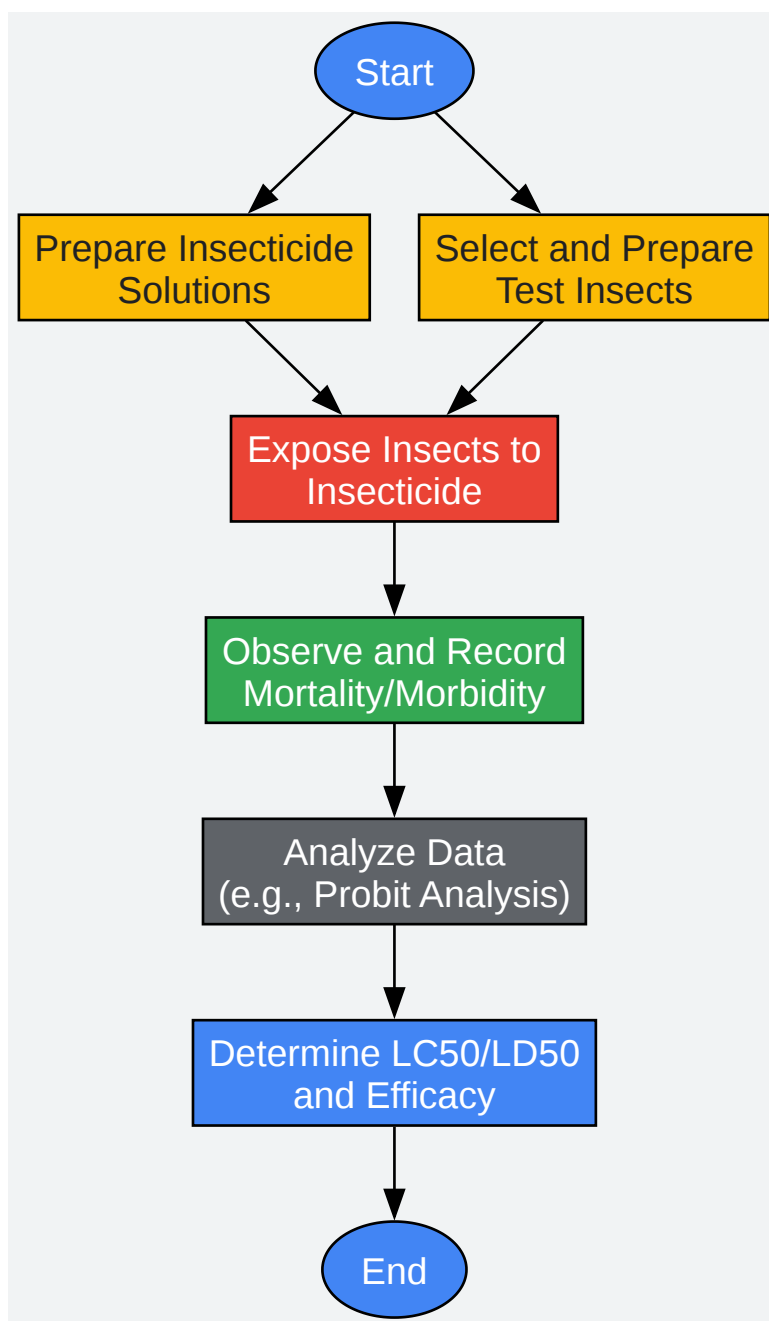 Start
Prepare Insecticide
Solutions
Select and Prepare
Test Insects
Expose Insects to
Insecticide
Observe and Record
Mortality/Morbidity
Analyze Data
(e.g., Probit Analysis)
Determine LC50/LD50
and Efficacy
End